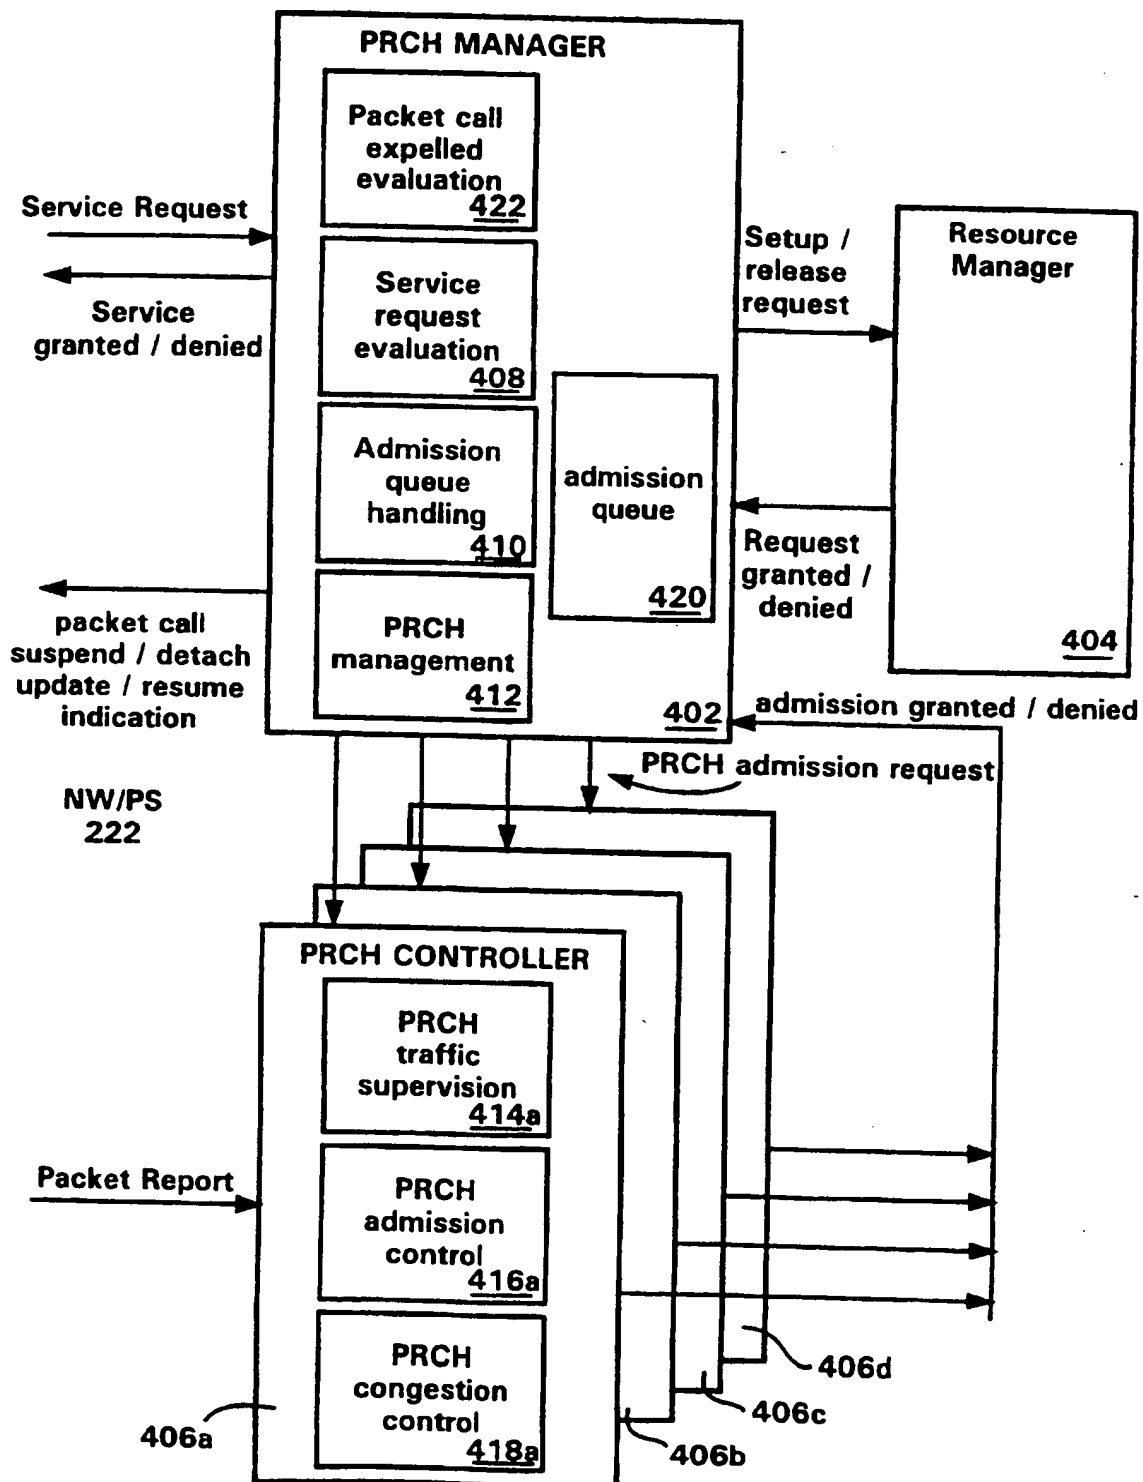 PRCH MANAGER
Packet call
expelled
evaluation
422
Service Request
Service
granted / denied
Service
request
evaluation
408
Setup /
release
request
Resource
Manager
Admission
queue
handling
410
admission
queue
420
Request
granted /
denied
404
packet call
suspend / detach
update / resume
indication
PRCH
management
412
402
admission granted / denied
PRCH admission request
NW/PS
222
PRCH CONTROLLER
PRCH
traffic
supervision
414a
Packet Report
PRCH
admission
control
416a
PRCH
congestion
control
418a
406a
406b
406c
406d